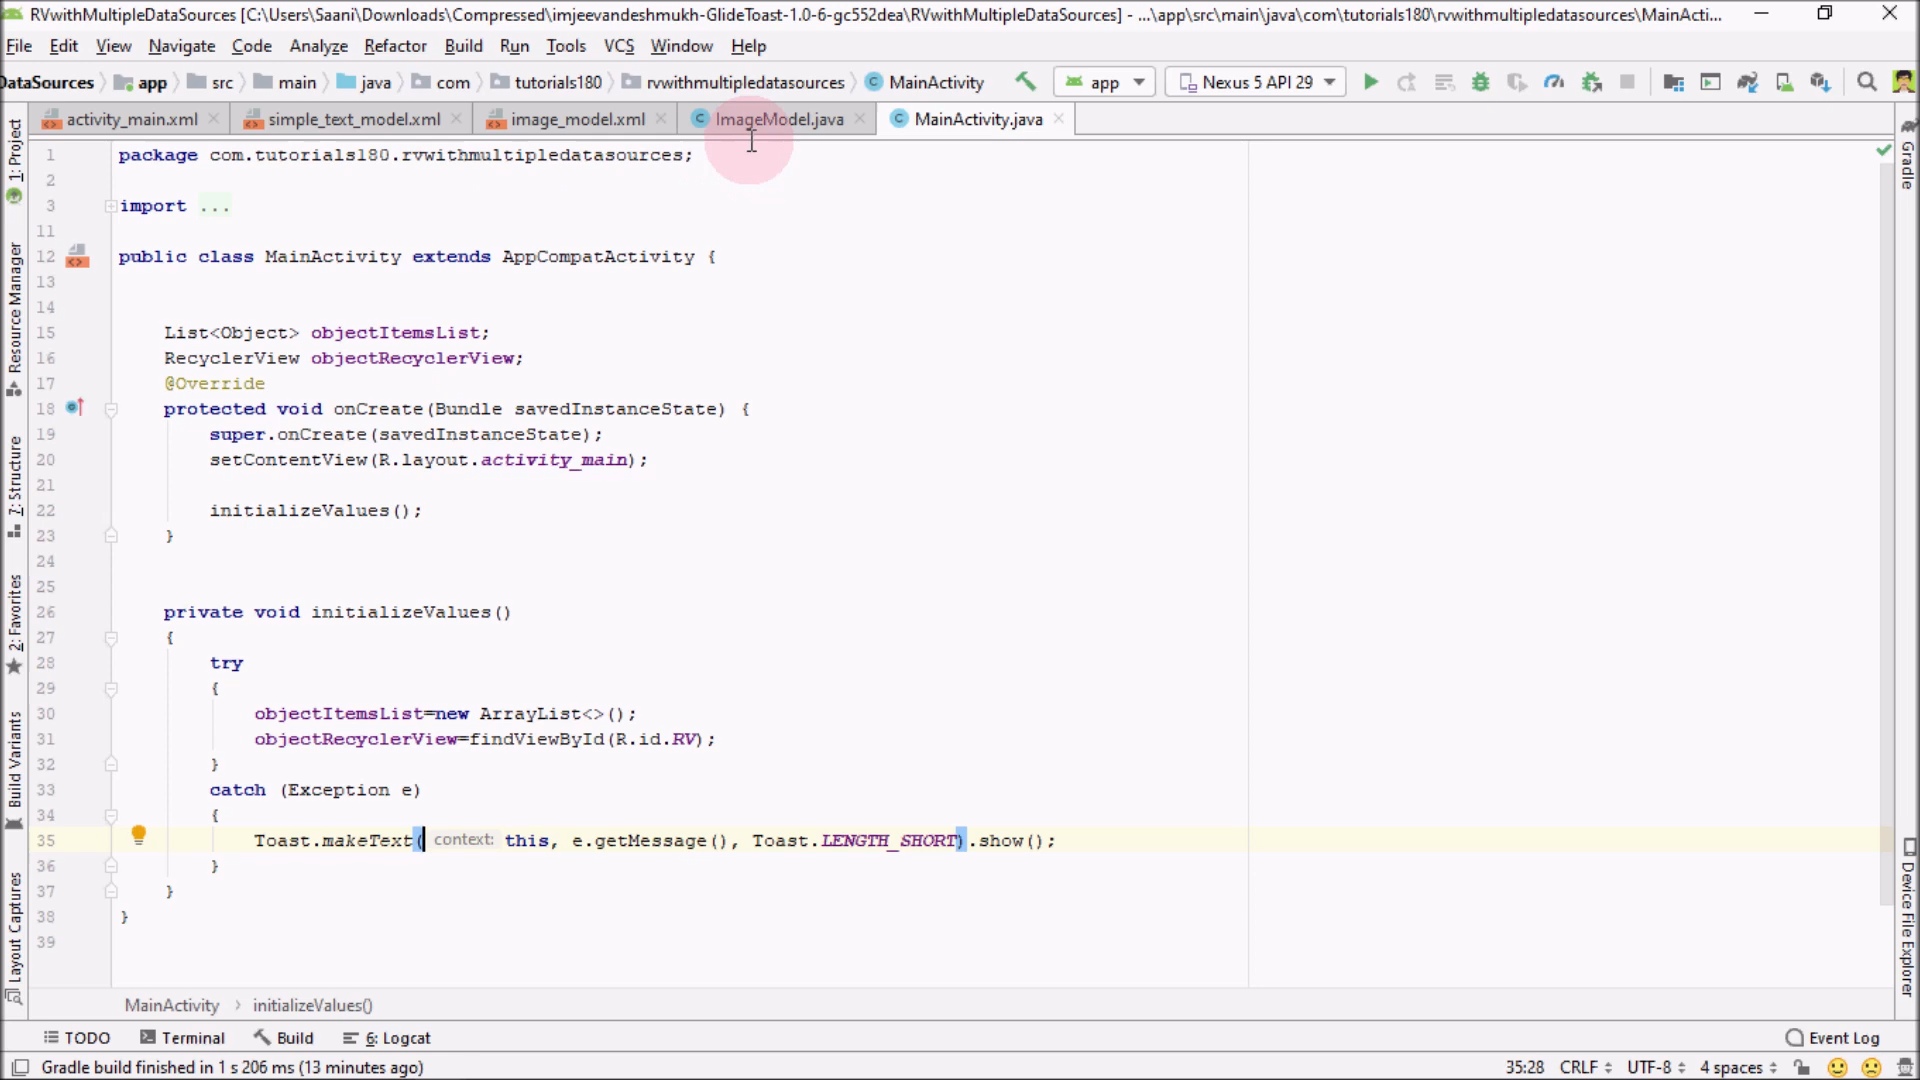 RVwithMultipleDataSources [C:\Users\Saani\Downloads\Compressed\imjeevandeshmukh-GlideToast-1.0-6-gc552dea\RVwithMultipleDataSources] - ...\app\src\main\java\com\tutorials180\rvwithmultipledatasources\MainActi...
File Edit View Navigate Code Analyze Refactor Build Run Tools VCS Window Help
DataSources app src main java com tutorials180 rvwithmultipledatasources MainActivity app Nexus 5 API 29
activity_main.xml simple_text_model.xml image_model.xml ImageModel.java MainActivity.java
1 package com.tutorials180.rvwithmultipledatasources;
2
3 import ...
11
12 public class MainActivity extends AppCompatActivity {
13
14
15 List<Object> objectItemsList;
16 RecyclerView objectRecyclerView;
17 @Override
18 protected void onCreate(Bundle savedInstanceState) {
19 super.onCreate(savedInstanceState);
20 setContentView(R.layout.activity_main);
21
22 initializeValues();
23 }
24
25
26 private void initializeValues()
27 {
28 try
29 {
30 objectItemsList=new ArrayList<>();
31 objectRecyclerView=findViewById(R.id.RV);
32 }
33 catch (Exception e)
34 {
35 Toast.makeText( context: this, e.getMessage(), Toast.LENGTH_SHORT).show();
36 }
37 }
38 }
39
1: Project
Resource Manager
7: Structure
2: Favorites
Build Variants
Layout Captures
Gradle
Device File Explorer
MainActivity › initializeValues()
TODO Terminal Build 6: Logcat Event Log
Gradle build finished in 1 s 206 ms (13 minutes ago) 35:28 CRLF UTF-8 4 spaces